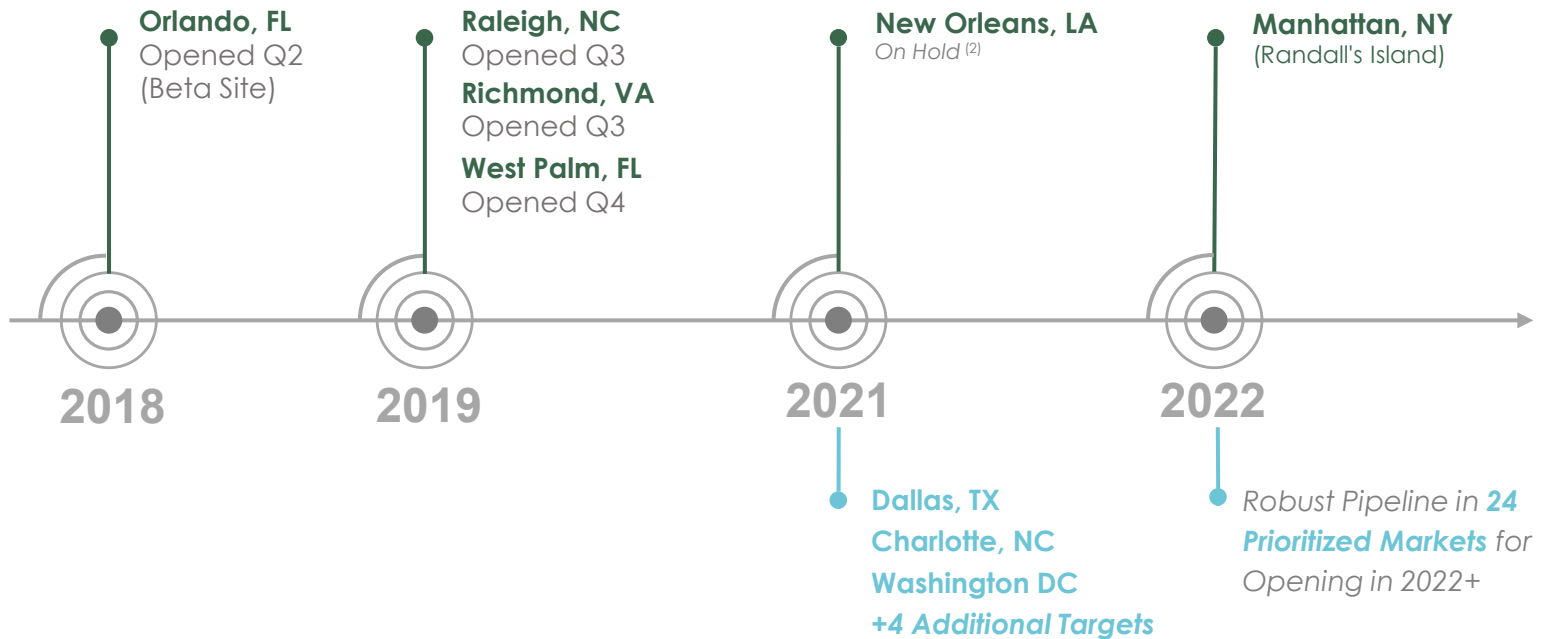 Orlando, FL
Opened Q2
(Beta Site)
Raleigh, NC
Opened Q3
Richmond, VA
Opened Q3
West Palm, FL
Opened Q4
New Orleans, LA
On Hold (2)
Manhattan, NY
(Randall's Island)
2018
2019
2021
2022
Dallas, TX
Charlotte, NC
Washington DC
+4 Additional Targets
Robust Pipeline in 24
Prioritized Markets for
Opening in 2022+